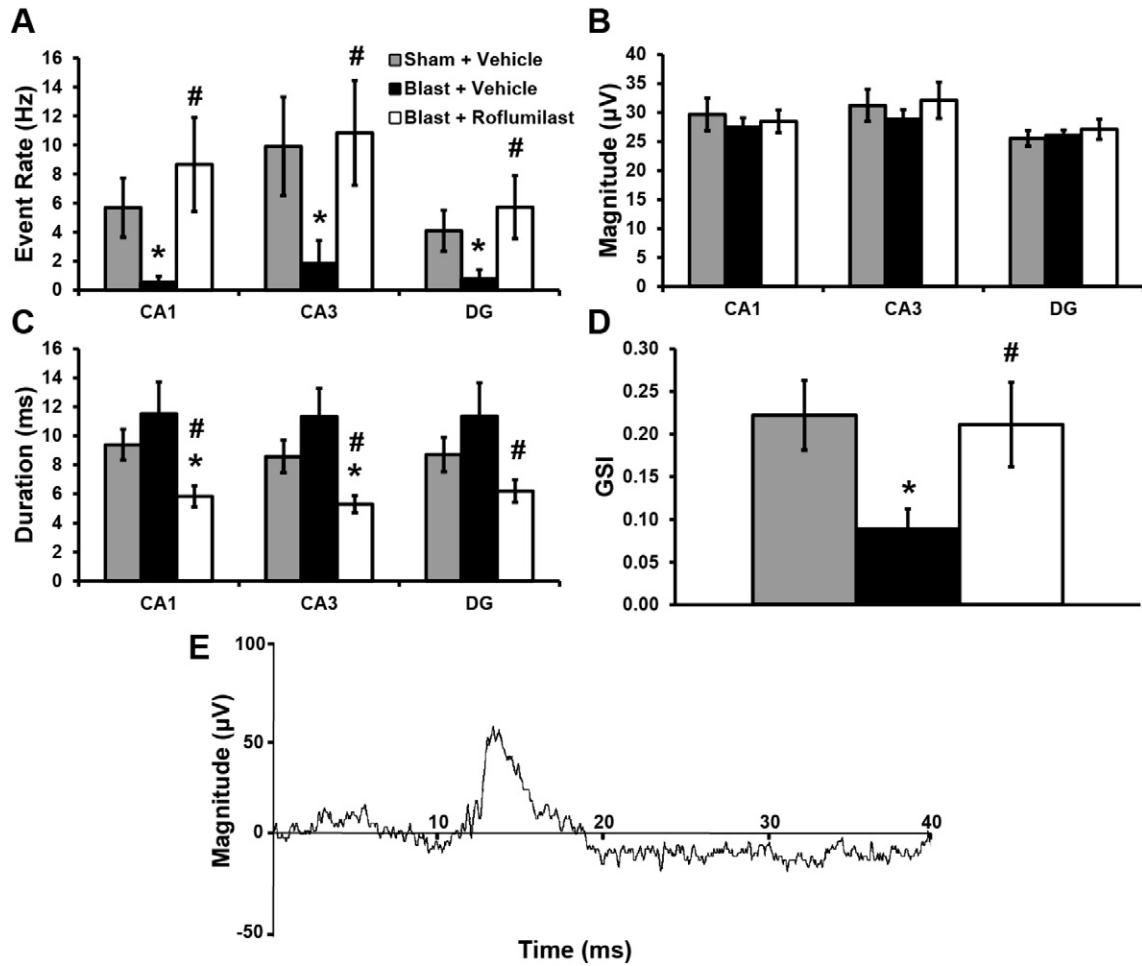 A
Event Rate (Hz)
16
14
12
10
8
6
4
2
0
# Sham + Vehicle
Blast + Vehicle
Blast + Roflumilast
#
#
#
*
*
*
CA1 CA3 DG
B
Magnitude (µV)
40
35
30
25
20
15
10
5
0
CA1 CA3 DG
C
Duration (ms)
16
14
12
10
8
6
4
2
0
#
*
#
*
#
CA1 CA3 DG
D
GSI
0.30
0.25
0.20
0.15
0.10
0.05
0.00
*
#
E
Magnitude (µV)
100
50
0
-50
10 20 30 40
Time (ms)